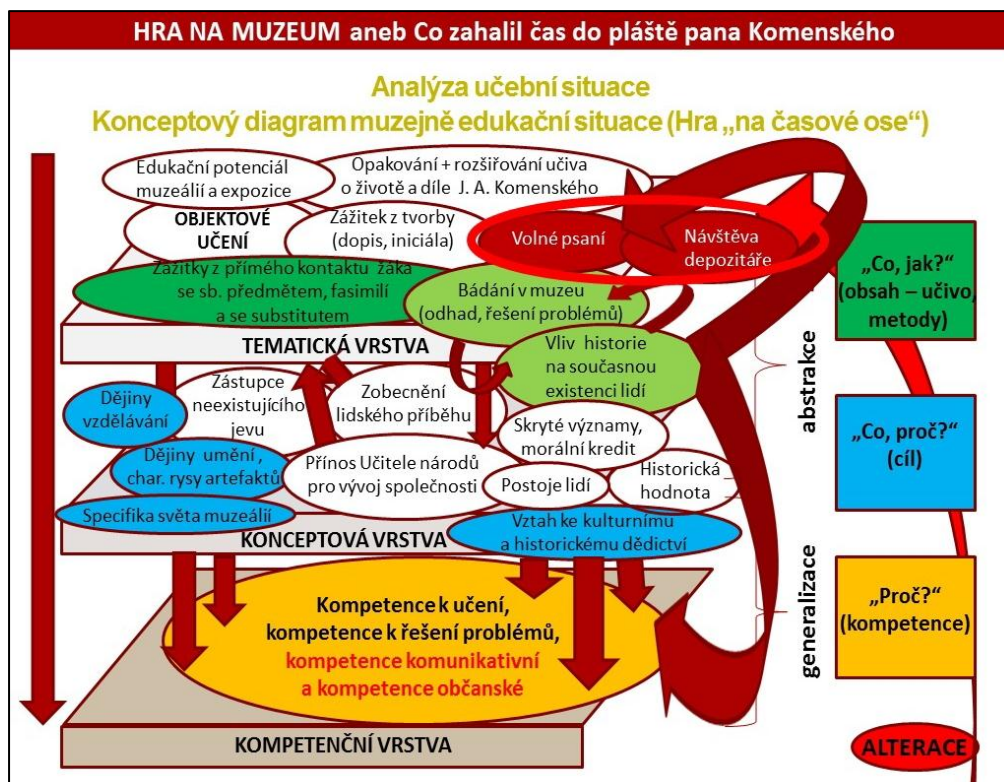 HRA NA MUZEUM aneb Co zahalil čas do pláště pana Komenského
Analýza učební situace
Konceptový diagram muzejně edukační situace (Hra „na časové ose“)
Edukační potenciál
muzeálií a expozice
Opakování + rozšiřování učiva
o životě a díle J. A. Komenského
OBJEKTOVÉ
UČENÍ
Zážitek z tvorby
(dopis, iniciála)
Volné psaní
Návštěva
depozitáře
Zážitky z přímého kontaktu žáka
se sb. předmětem, fasimilí
a se substitutem
Bádání v muzeu
(odhad, řešení problémů)
TEMATICKÁ VRSTVA
Vliv historie
na současnou
existenci lidí
Dějiny
vzdělávání
Zástupce
neexistujícího
jevu
Zobecnění
lidského příběhu
Skryté významy,
morální kredit
Dějiny umění ,
char. rysy artefaktů
Přínos Učitele národů
pro vývoj společnosti
Postoje lidí
Historická
hodnota
Specifika světa muzeálií
KONCEPTOVÁ VRSTVA
Vztah ke kulturnímu
a historickému dědictví
Kompetence k učení,
kompetence k řešení problémů,
kompetence komunikativní
a kompetence občanské
KOMPETENČNÍ VRSTVA
abstrakce
generalizace
„Co, jak?“
(obsah – učivo,
metody)
„Co, proč?“
(cíl)
„Proč?“
(kompetence)
ALTERACE